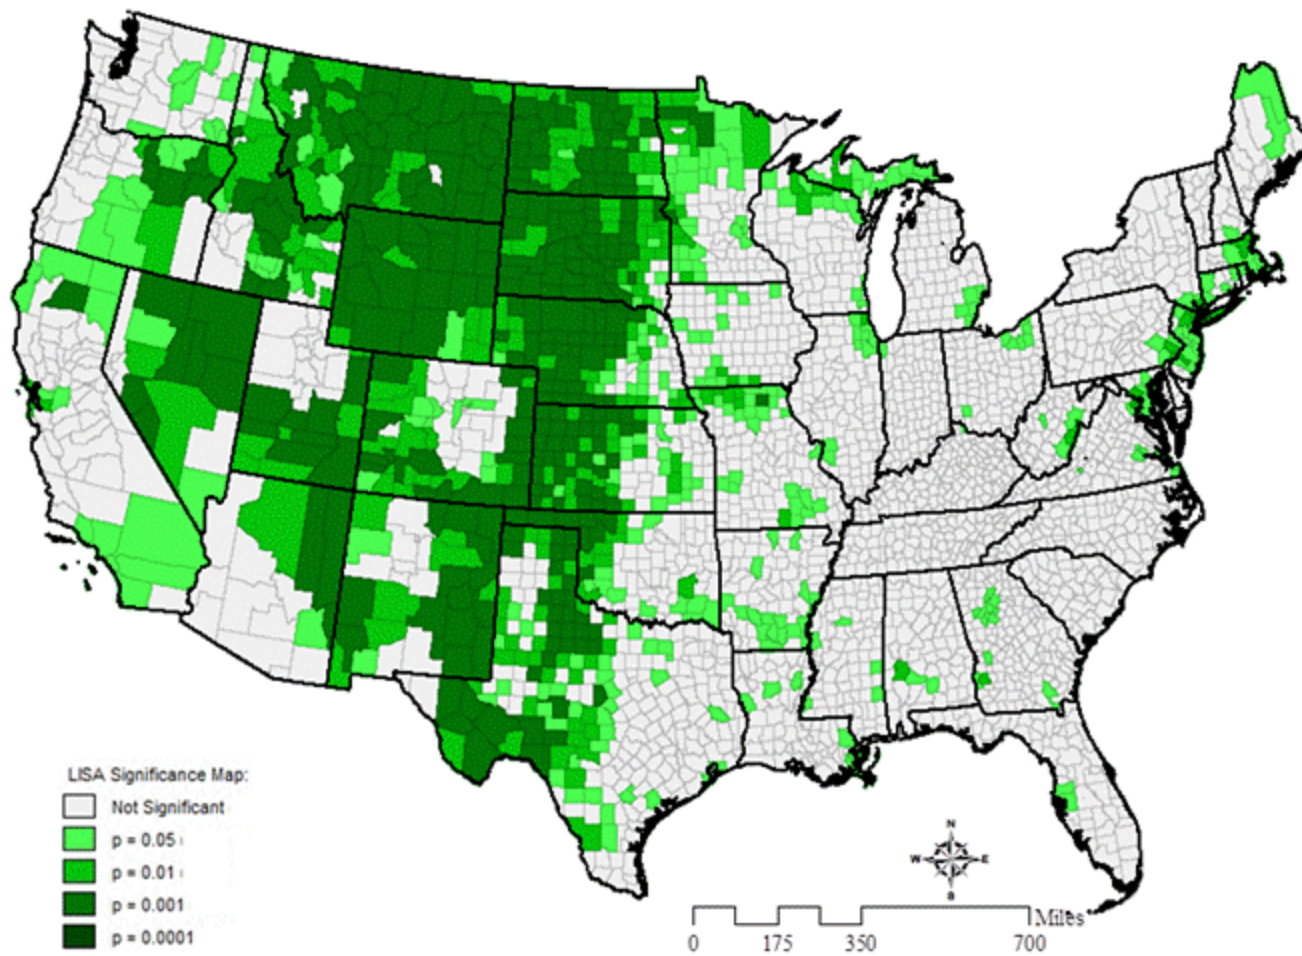 LISA Significance Map:
Not Significant
p = 0.05
p = 0.01
p = 0.001
p = 0.0001
N
W E
S
Miles
0 175 350 700